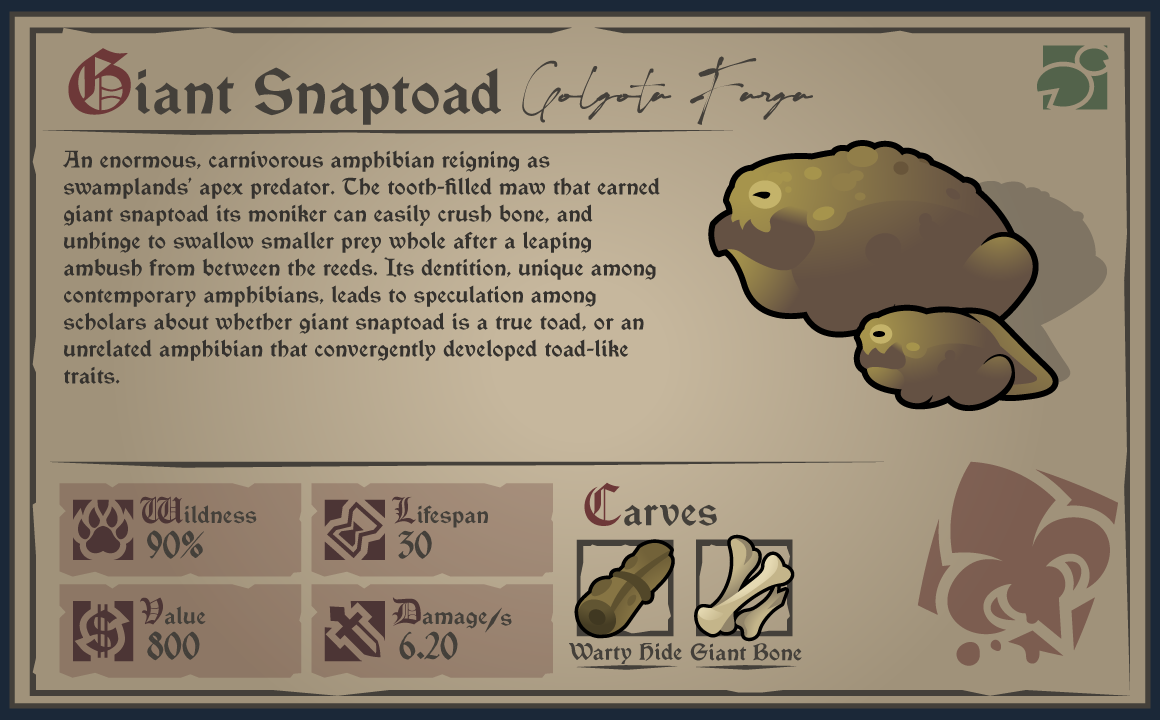 Giant Snaptoad Golgota Furga
An enormous, carnivorous amphibian reigning as
swamplands' apex predator. The tooth-filled maw that earned
giant snaptoad its moniker can easily crush bone, and
unhinge to swallow smaller prey whole after a leaping
ambush from between the reeds. Its dentition, unique among
contemporary amphibians, leads to speculation among
scholars about whether giant snaptoad is a true toad, or an
unrelated amphibian that convergently developed toad-like
traits.
Wildness
90%
Lifespan
30
Value
800
Damage/s
6.20
Carves
Warty Hide
Giant Bone